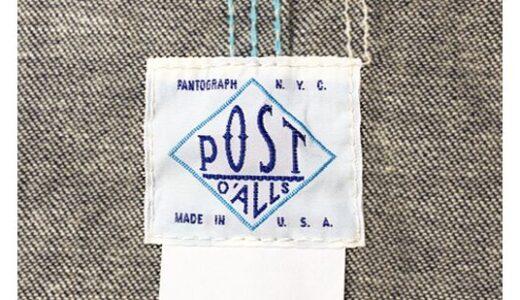 PANTOGRAPH N.Y.C.
POST
O'ALLS
MADE IN U.S.A.